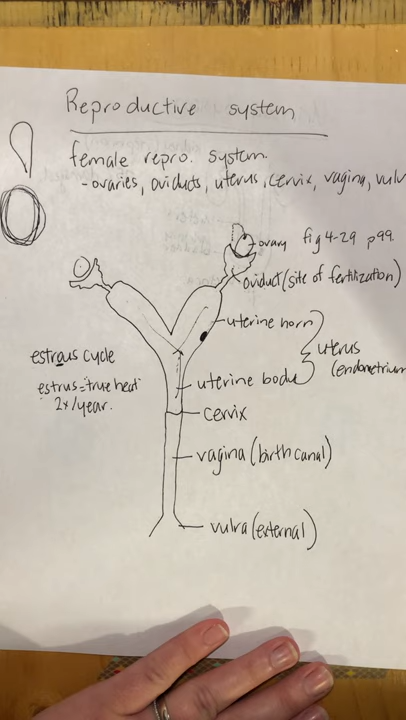 Reproductive system
female repro. system.
-ovaries, oviducts, uterus, cervix, vagina, vulv
ovary fig 4-29 p99.
oviduct (site of fertilization)
uterine horn
uterus
(endometrium
estrous cycle
estrus=true heat
2x/year.
uterine body
cervix
vagina (birth canal)
vulva (external)